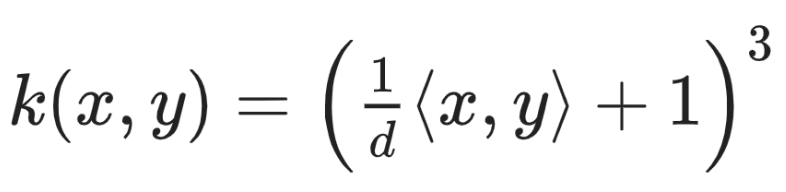 k(x, y) = (1/d ⟨x, y⟩ + 1)³